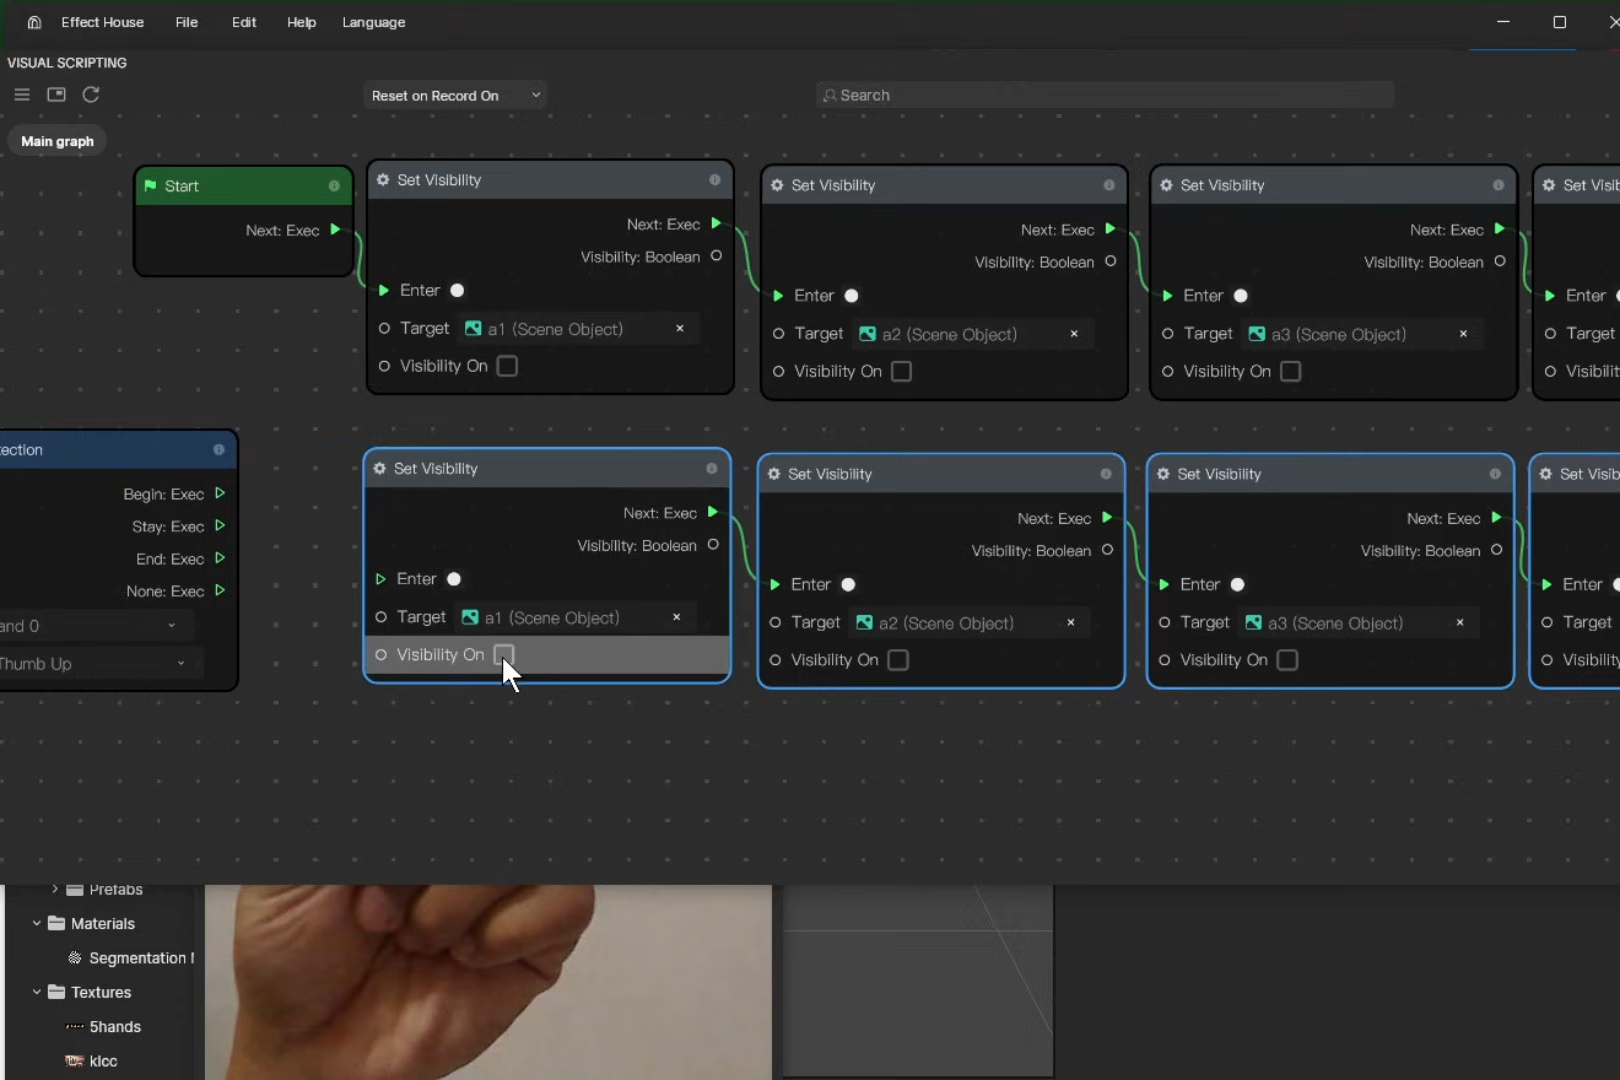 Effect House File Edit Help Language
VISUAL SCRIPTING
Reset on Record On
Search
Main graph
Start
Next: Exec
Set Visibility
Next: Exec
Visibility: Boolean
Enter
Target a1 (Scene Object) ×
Visibility On
Set Visibility
Next: Exec
Visibility: Boolean
Enter
Target a2 (Scene Object) ×
Visibility On
Set Visibility
Next: Exec
Visibility: Boolean
Enter
Target a3 (Scene Object) ×
Visibility On
Set Visib
Enter
Target
Visibilit
ection
Begin: Exec
Stay: Exec
End: Exec
None: Exec
and 0
Thumb Up
Set Visibility
Next: Exec
Visibility: Boolean
Enter
Target a1 (Scene Object) ×
Visibility On
Set Visibility
Next: Exec
Visibility: Boolean
Enter
Target a2 (Scene Object) ×
Visibility On
Set Visibility
Next: Exec
Visibility: Boolean
Enter
Target a3 (Scene Object) ×
Visibility On
Set Visib
Enter
Target
Visibility
Prefabs
Materials
Segmentation
Textures
5hands
klcc